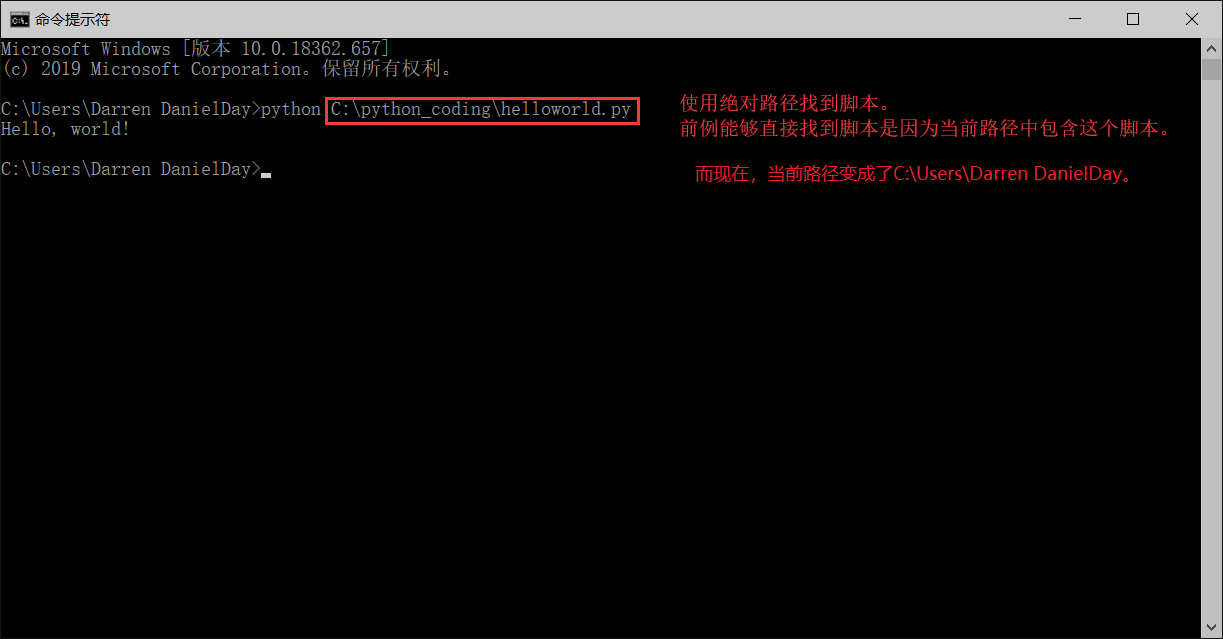 命令提示符
Microsoft Windows [版本 10.0.18362.657]
(c) 2019 Microsoft Corporation。保留所有权利。
C:\Users\Darren DanielDay>python C:\python_coding\helloworld.py
Hello, world!
C:\Users\Darren DanielDay>
使用绝对路径找到脚本。
前例能够直接找到脚本是因为当前路径中包含这个脚本。
而现在，当前路径变成了C:\Users\Darren DanielDay。